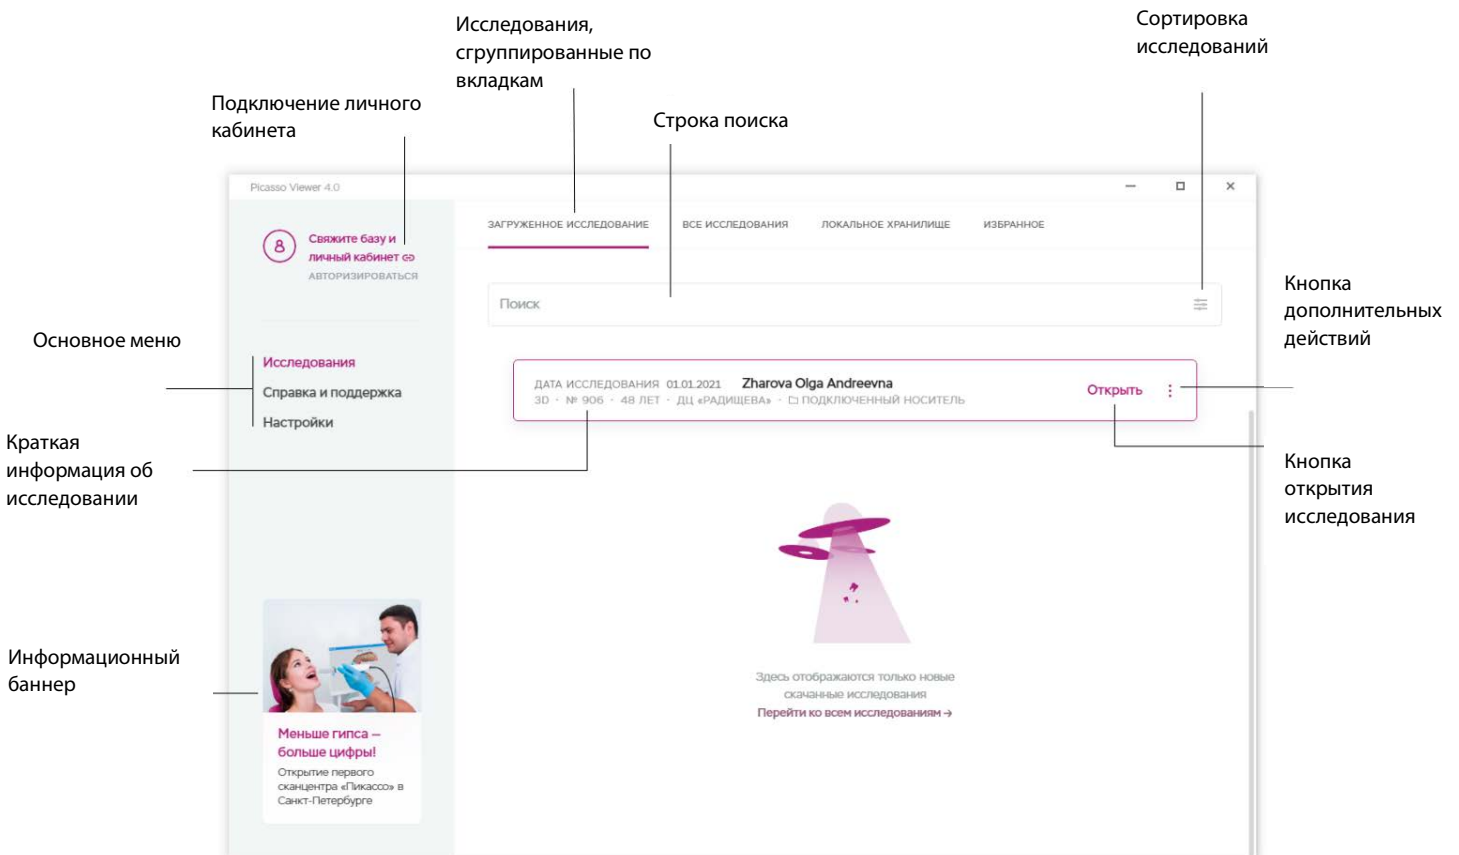 Исследования,
сгруппированные по
вкладкам
Сортировка
исследований
Подключение личного
кабинета
Строка поиска
Picasso Viewer 4.0
Свяжите базу и
личный кабинет
АВТОРИЗИРОВАТЬСЯ
ЗАГРУЖЕННОЕ ИССЛЕДОВАНИЕ ВСЕ ИССЛЕДОВАНИЯ ЛОКАЛЬНОЕ ХРАНИЛИЩЕ ИЗБРАННОЕ
Поиск
Кнопка
дополнительных
действий
Основное меню
Исследования
Справка и поддержка
Настройки
ДАТА ИССЛЕДОВАНИЯ 01.01.2021 Zharova Olga Andreevna
3D · № 906 · 48 ЛЕТ · ДЦ «РАДИЩЕВА» · ПОДКЛЮЧЕННЫЙ НОСИТЕЛЬ
Открыть
Краткая
информация об
исследовании
Кнопка
открытия
исследования
Информационный
баннер
Здесь отображаются только новые
скачанные исследования
Перейти ко всем исследованиям →
Меньше гипса –
больше цифры!
Открытие первого
сканцентра «Пикассо» в
Санкт-Петербурге